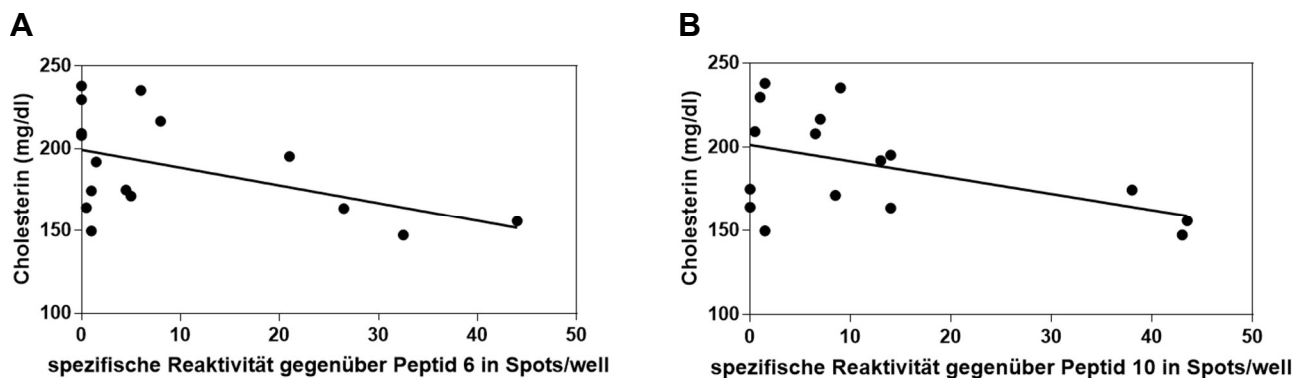 A
Cholesterin (mg/dl)
250
200
150
100
0 10 20 30 40 50
spezifische Reaktivität gegenüber Peptid 6 in Spots/well
B
Cholesterin (mg/dl)
250
200
150
100
0 10 20 30 40 50
spezifische Reaktivität gegenüber Peptid 10 in Spots/well